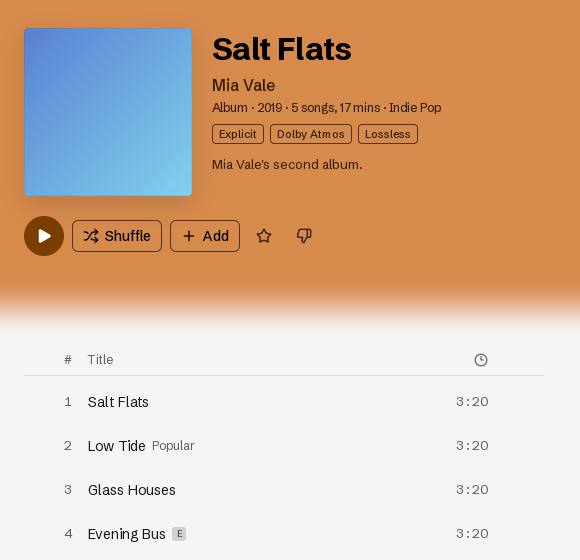 Salt Flats
Mia Vale
Album · 2019 · 5 songs, 17 mins · Indie Pop
Explicit Dolby Atmos Lossless
Mia Vale's second album.
Shuffle Add
# Title
1 Salt Flats 3:20
2 Low Tide Popular 3:20
3 Glass Houses 3:20
4 Evening Bus E 3:20